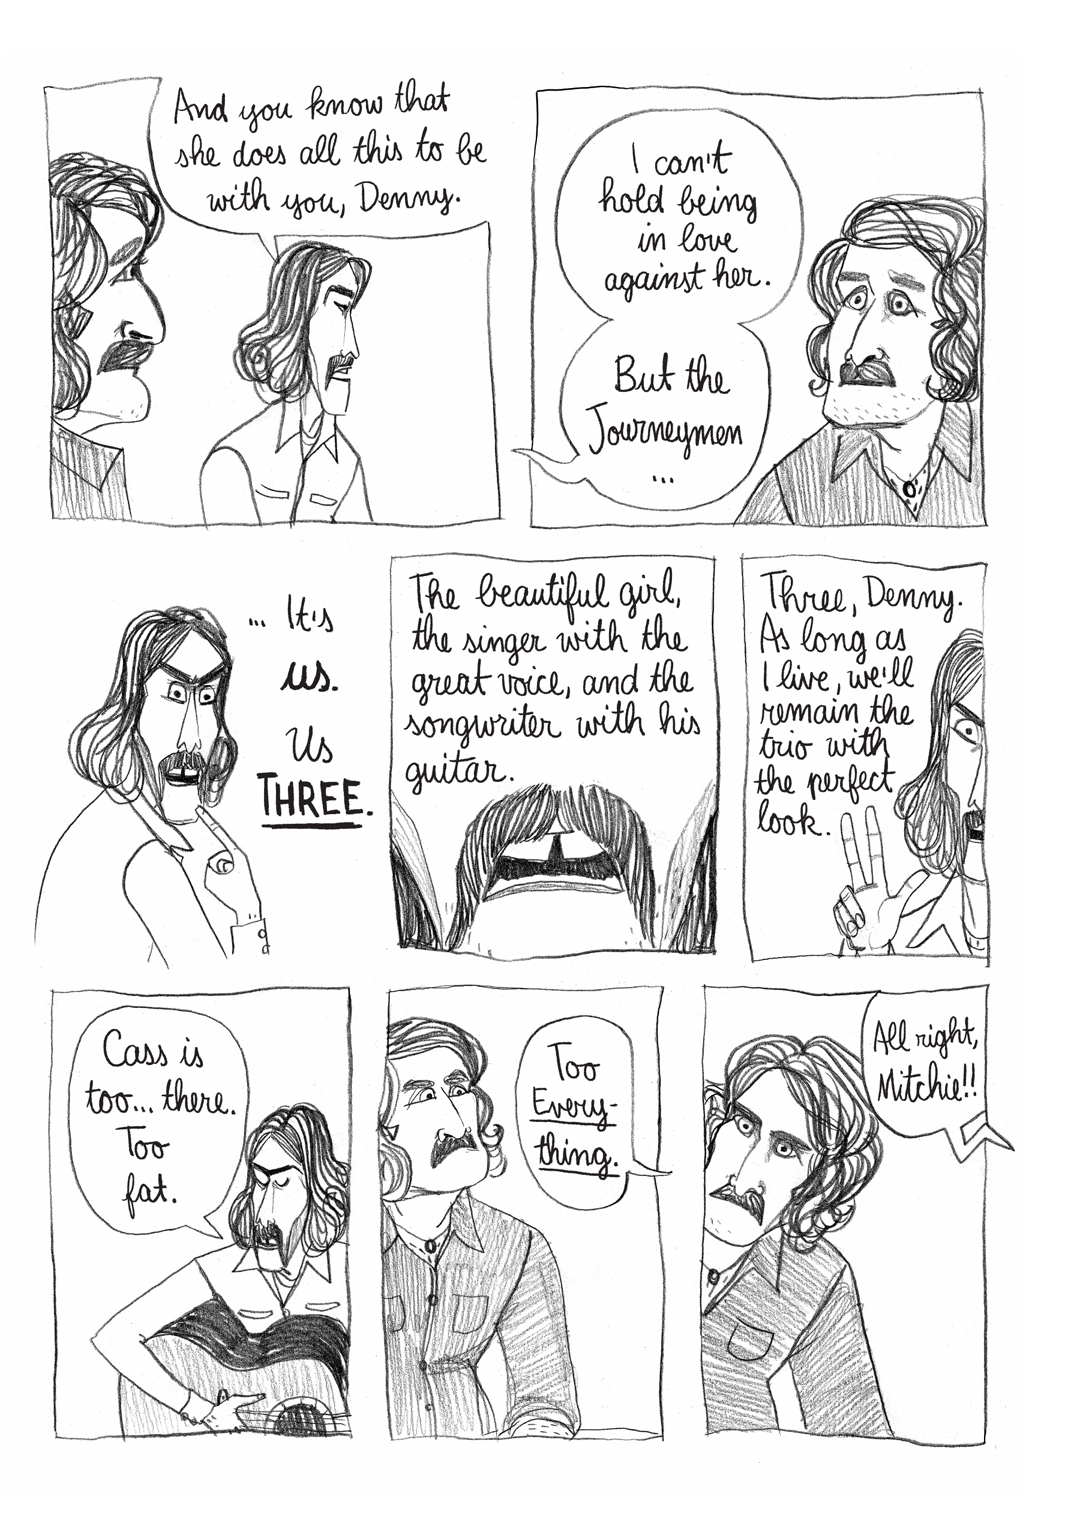 And you know that
she does all this to be
with you, Denny.
I can't
hold being
in love
against her.
But the
Journeymen
...
... It's
us.
Us
THREE.
The beautiful girl,
the singer with the
great voice, and the
songwriter with his
guitar.
Three, Denny.
As long as
I live, we'll
remain the
trio with
the perfect
look.
Cass is
too... there.
Too
fat.
Too
Every-
thing.
All right,
Mitchie!!